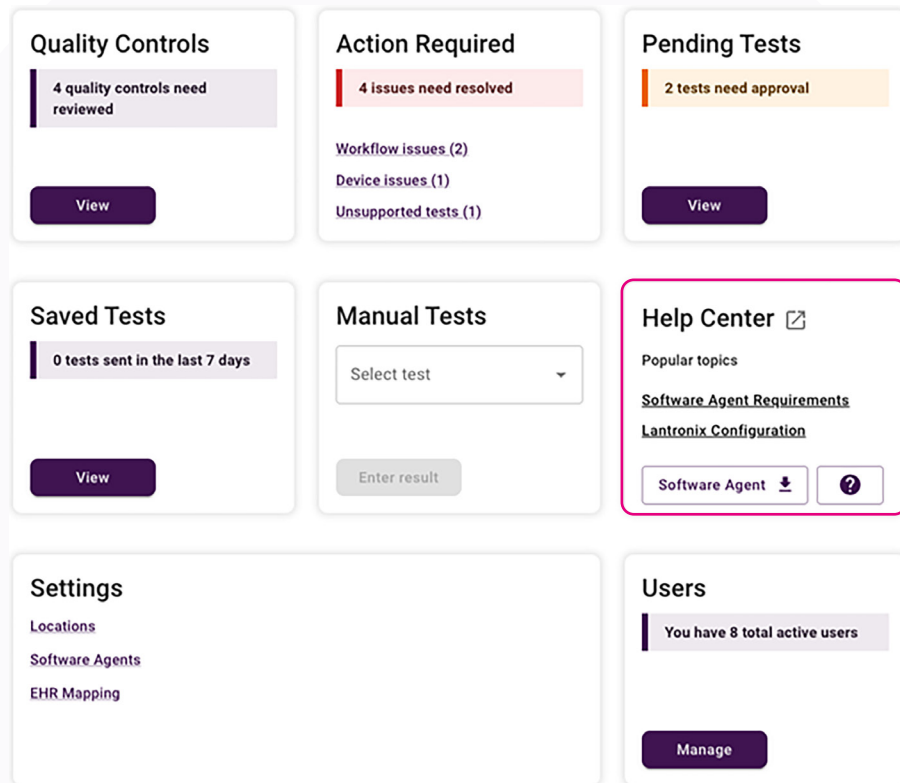 Quality Controls
4 quality controls need
reviewed
View
Action Required
4 issues need resolved
Workflow issues (2)
Device issues (1)
Unsupported tests (1)
Pending Tests
2 tests need approval
View
Saved Tests
0 tests sent in the last 7 days
View
Manual Tests
Select test
Enter result
Help Center
Popular topics
Software Agent Requirements
Lantronix Configuration
Software Agent
?
Settings
Locations
Software Agents
EHR Mapping
Users
You have 8 total active users
Manage